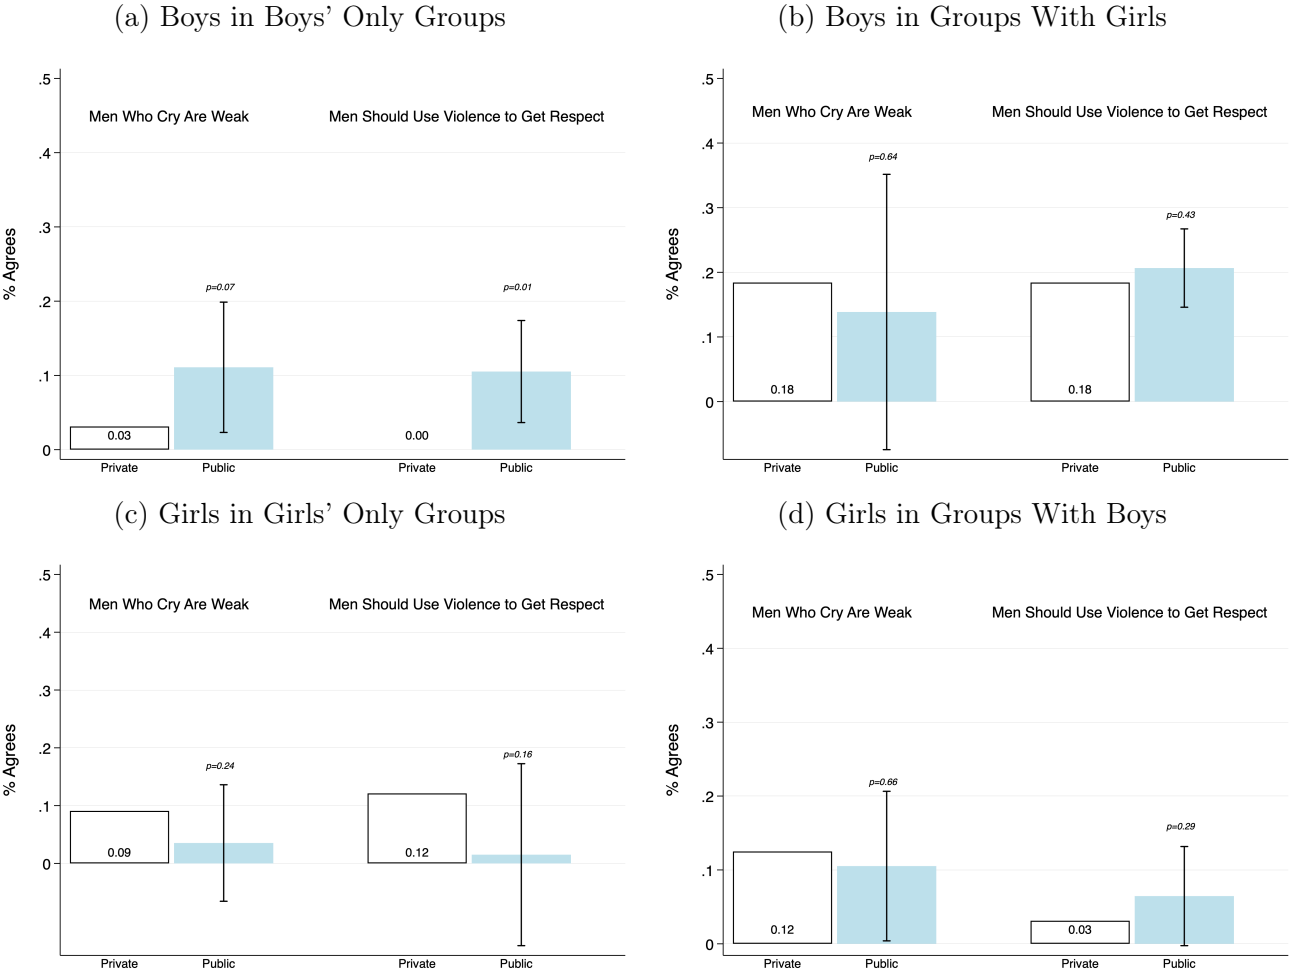 (a) Boys in Boys’ Only Groups
.5
.4
.3
.2
.1
0
% Agrees
Men Who Cry Are Weak
Men Should Use Violence to Get Respect
p=0.07
p=0.01
0.03
0.00
Private
Public
Private
Public
(b) Boys in Groups With Girls
.5
.4
.3
.2
.1
0
% Agrees
Men Who Cry Are Weak
Men Should Use Violence to Get Respect
p=0.64
p=0.43
0.18
0.18
Private
Public
Private
Public
(c) Girls in Girls’ Only Groups
.5
.4
.3
.2
.1
0
% Agrees
Men Who Cry Are Weak
Men Should Use Violence to Get Respect
p=0.24
p=0.16
0.09
0.12
Private
Public
Private
Public
(d) Girls in Groups With Boys
.5
.4
.3
.2
.1
0
% Agrees
Men Who Cry Are Weak
Men Should Use Violence to Get Respect
p=0.66
p=0.29
0.12
0.03
Private
Public
Private
Public